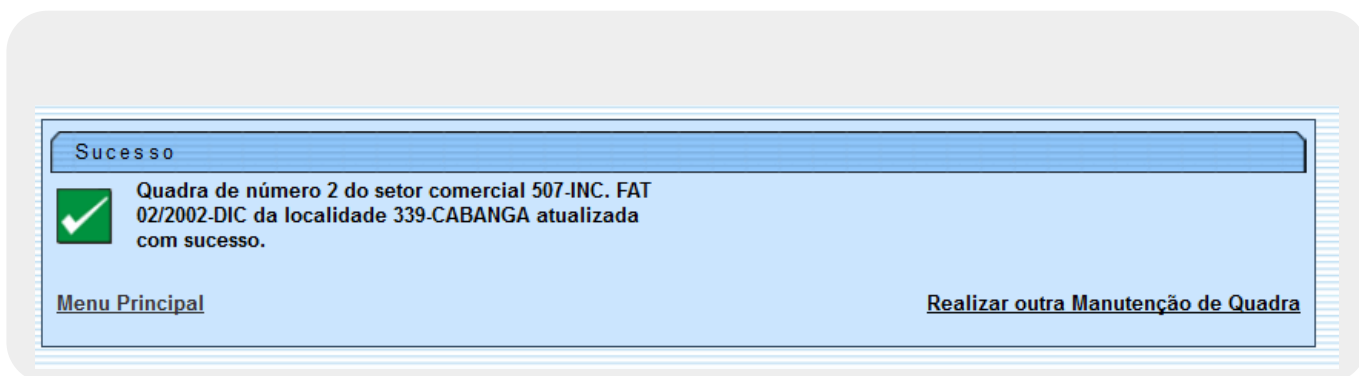 Sucesso
Quadra de número 2 do setor comercial 507-INC. FAT
02/2002-DIC da localidade 339-CABANGA atualizada
com sucesso.
Menu Principal
Realizar outra Manutenção de Quadra